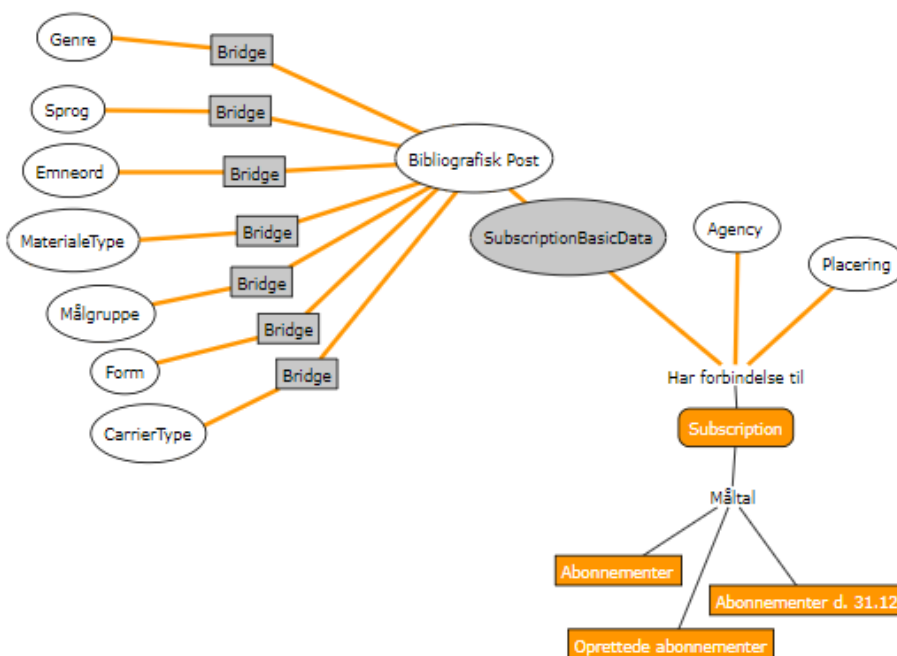 Genre
Bridge
Sprog
Bridge
Emneord
Bridge
MaterialeType
Bridge
Målgruppe
Bridge
Form
Bridge
CarrierType
Bridge
Bibliografisk Post
SubscriptionBasicData
Agency
Placering
Har forbindelse til
Subscription
Måltal
Abonnementer
Abonnementer d. 31.12
Oprettede abonnementer